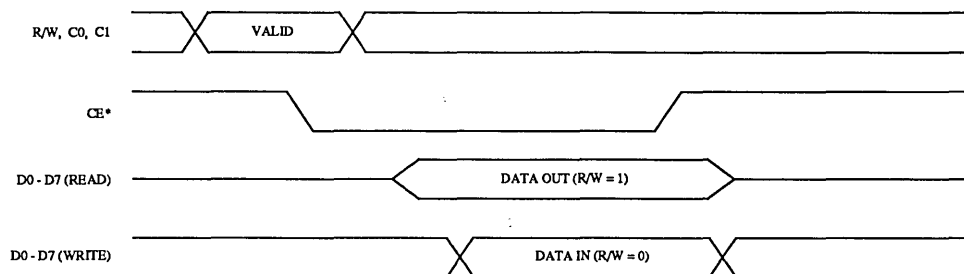 R/W, C0, C1 VALID
CE*
D0 - D7 (READ) DATA OUT (R/W = 1)
D0 - D7 (WRITE) DATA IN (R/W = 0)